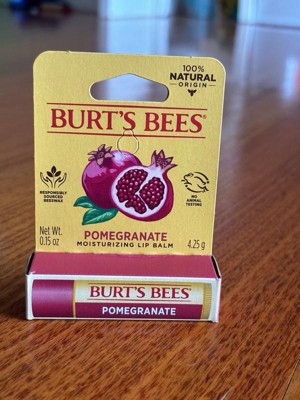 100%
NATURAL
ORIGIN
BURT'S BEES®
RESPONSIBLY
SOURCED
BEESWAX
NO
ANIMAL
TESTING
Net Wt.
0.15 oz
POMEGRANATE
MOISTURIZING LIP BALM
4.25 g
BURT'S BEES®
POMEGRANATE